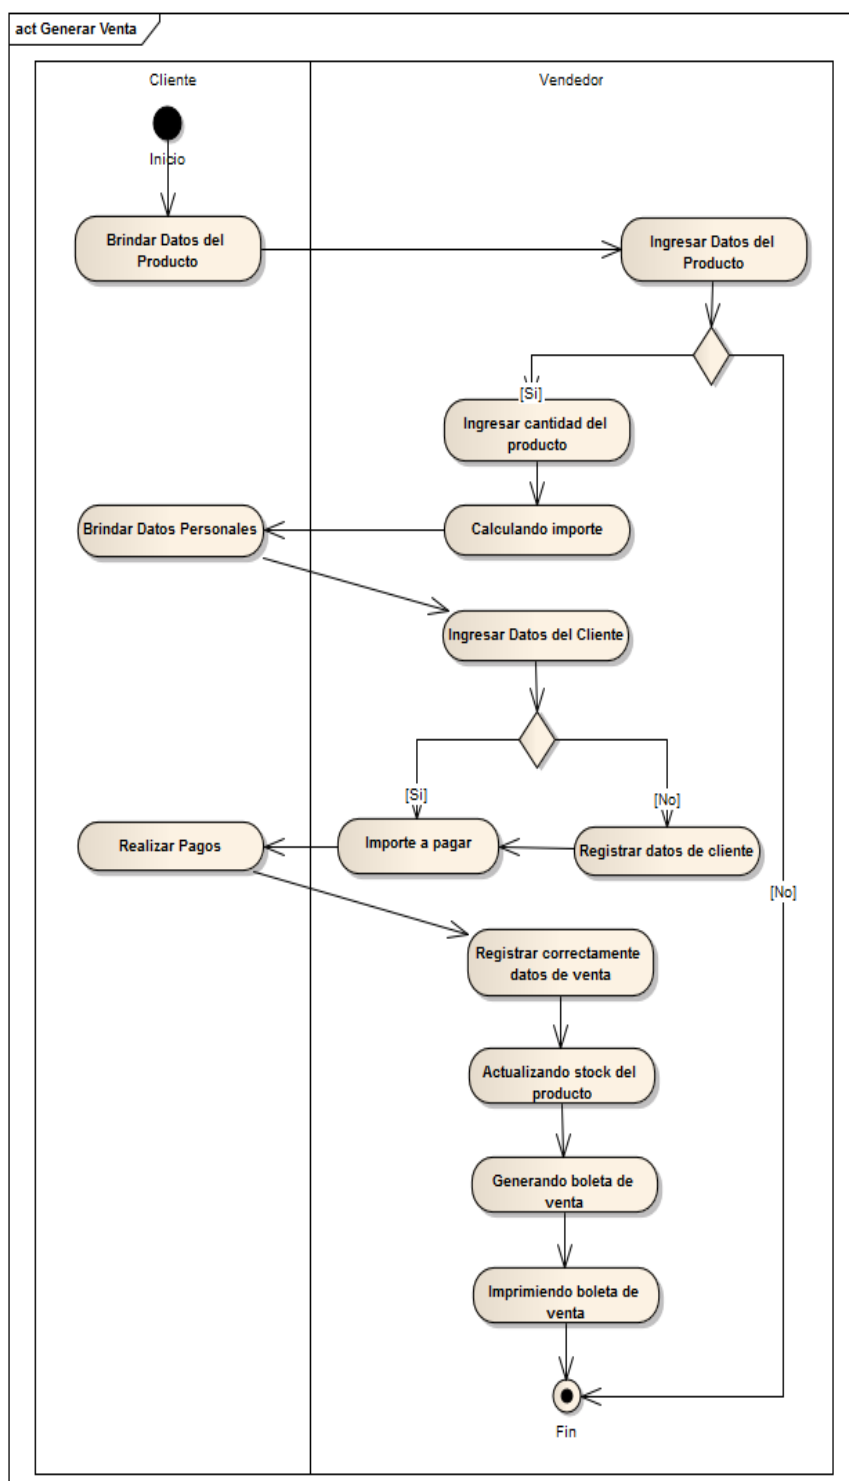 act Generar Venta
Cliente
Vendedor
Inicio
Brindar Datos del
Producto
Ingresar Datos del
Producto
[Si]
Ingresar cantidad del
producto
Brindar Datos Personales
Calculando importe
Ingresar Datos del Cliente
[Si]
[No]
Realizar Pagos
Importe a pagar
Registrar datos de cliente
[No]
Registrar correctamente
datos de venta
Actualizando stock del
producto
Generando boleta de
venta
Imprimiendo boleta de
venta
Fin